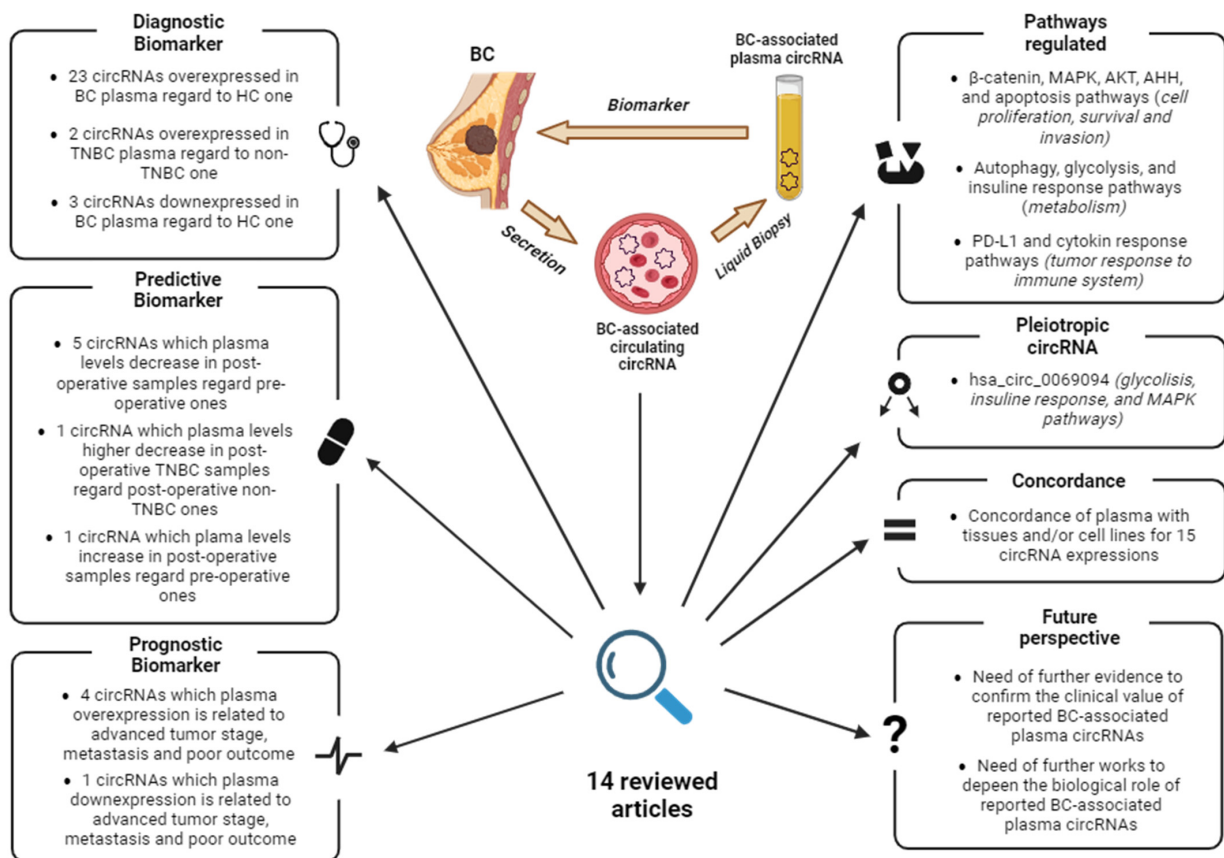 Diagnostic
Biomarker
• 23 circRNAs overexpressed in
BC plasma regard to HC one
• 2 circRNAs overexpressed in
TNBC plasma regard to non-
TNBC one
• 3 circRNAs downexpressed in
BC plasma regard to HC one
Predictive
Biomarker
• 5 circRNAs which plasma
levels decrease in post-
operative samples regard pre-
operative ones
• 1 circRNA which plasma levels
higher decrease in post-
operative TNBC samples
regard post-operative non-
TNBC ones
• 1 circRNA which plama levels
increase in post-operative
samples regard pre-operative
ones
Prognostic
Biomarker
• 4 circRNAs which plasma
overexpression is related to
advanced tumor stage,
metastasis and poor outcome
• 1 circRNAs which plasma
downexpression is related to
advanced tumor stage,
metastasis and poor outcome
BC
BC-associated
plasma circRNA
Biomarker
Secretion
Liquid Biopsy
BC-associated
circulating
circRNA
14 reviewed
articles
Pathways
regulated
• β-catenin, MAPK, AKT, AHH,
and apoptosis pathways (cell
proliferation, survival and
invasion)
• Autophagy, glycolysis, and
insuline response pathways
(metabolism)
• PD-L1 and cytokin response
pathways (tumor response to
immune system)
Pleiotropic
circRNA
• hsa_circ_0069094 (glycolisis,
insuline response, and MAPK
pathways)
Concordance
• Concordance of plasma with
tissues and/or cell lines for 15
circRNA expressions
Future
perspective
?
• Need of further evidence to
confirm the clinical value of
reported BC-associated
plasma circRNAs
• Need of further works to
depeen the biological role of
reported BC-associated
plasma circRNAs